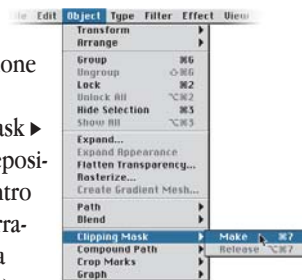 Edit Object Type Filter Effect View
Transform
Arrange
Group ⌘G
Ungroup ⇧⌘G
Lock ⌘2
Unlock All ⌥⌘2
Hide Selection ⌘3
Show All ⌥⌘3
Expand...
Expand Appearance
Flatten Transparency...
Rasterize...
Create Gradient Mesh...
Path
Blend
Clipping Mask
Compound Path
Crop Marks
Graph
Make ⌘7
Release ⌥⌘7
one
ask ▸
eposi-
ntro
rra-
a